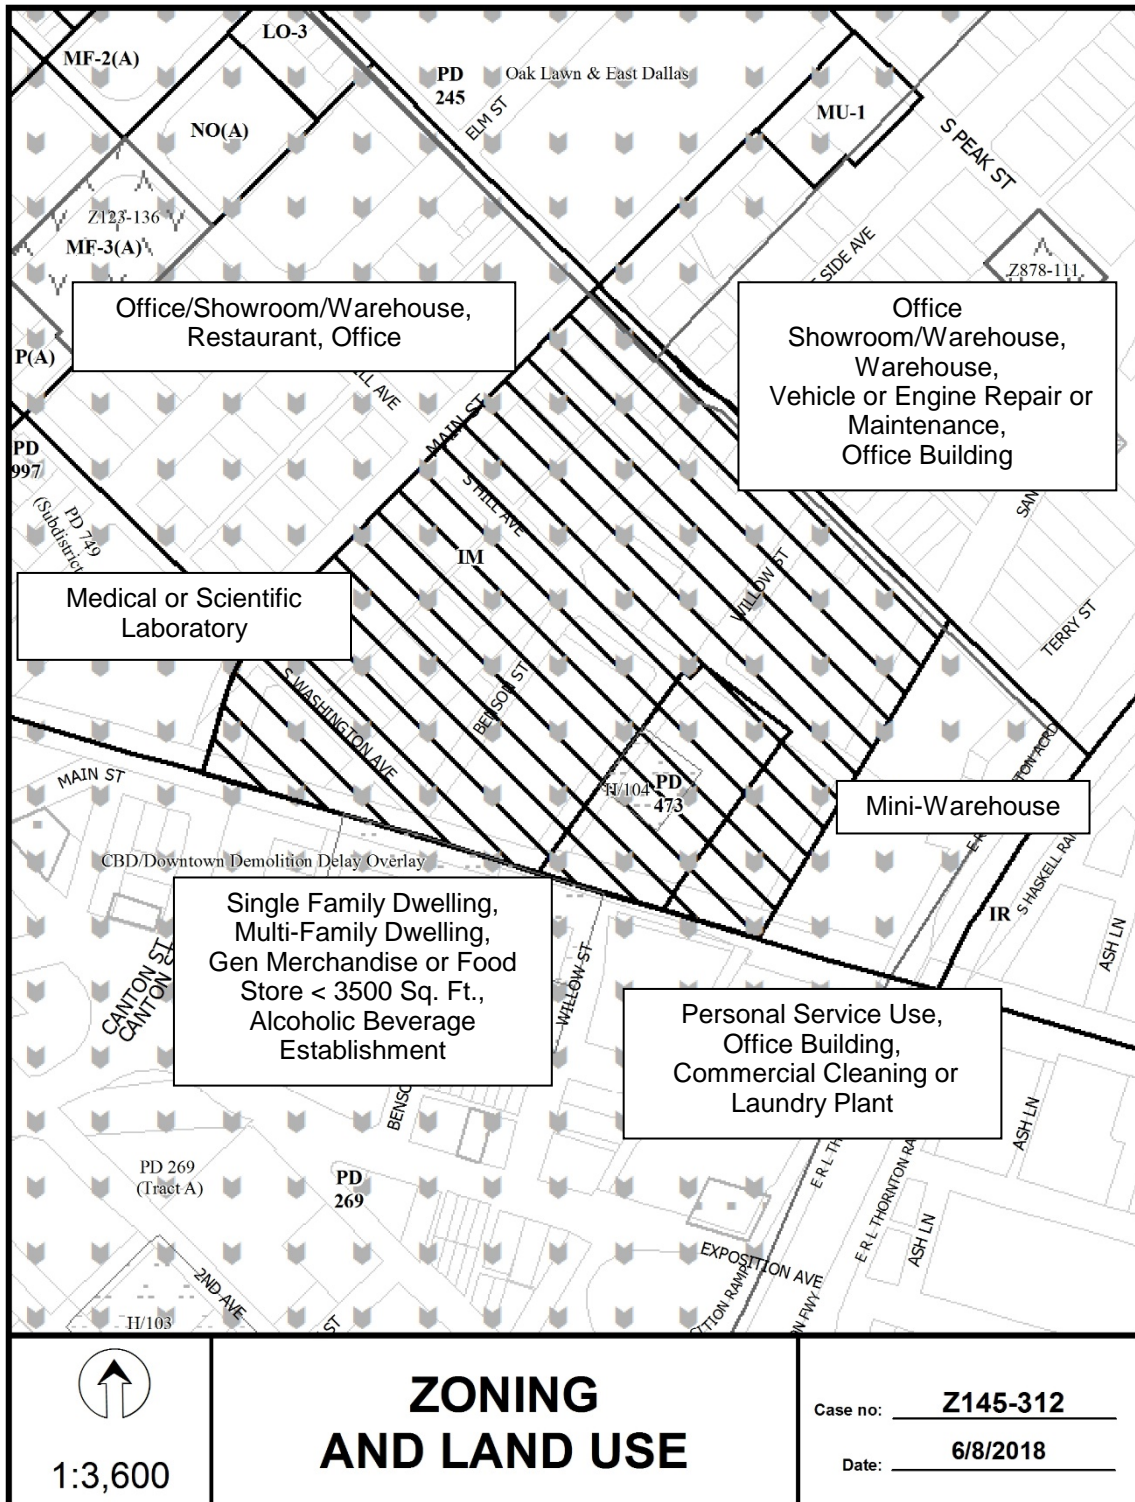 LO-3
MF-2(A)
PD
245
Oak Lawn & East Dallas
ELM ST
MU-1
NO(A)
S PEAK ST
Z123-136
MF-3(A)
SIDE AVE
Z878-111
Office/Showroom/Warehouse,
Restaurant, Office
Office
Showroom/Warehouse,
Warehouse,
Vehicle or Engine Repair or
Maintenance,
Office Building
P(A)
MAIN ST
PD
997
PD 749
(Subdistrict
S HILL AVE
IM
WILLOW ST
Medical or Scientific
Laboratory
TERRY ST
S WASHINGTON AVE
BENSON ST
MAIN ST
H/104
PD
473
Mini-Warehouse
CBD/Downtown Demolition Delay Overlay
Single Family Dwelling,
Multi-Family Dwelling,
Gen Merchandise or Food
Store < 3500 Sq. Ft.,
Alcoholic Beverage
Establishment
IR
ASH LN
CANTON ST
WILLOW ST
Personal Service Use,
Office Building,
Commercial Cleaning or
Laundry Plant
ASH LN
PD 269
(Tract A)
PD
269
E R L THORNTON RA
ASH LN
EXPOSITION AVE
2ND AVE
H/103
ST
1:3,600
ZONING
AND LAND USE
Case no: Z145-312
Date: 6/8/2018